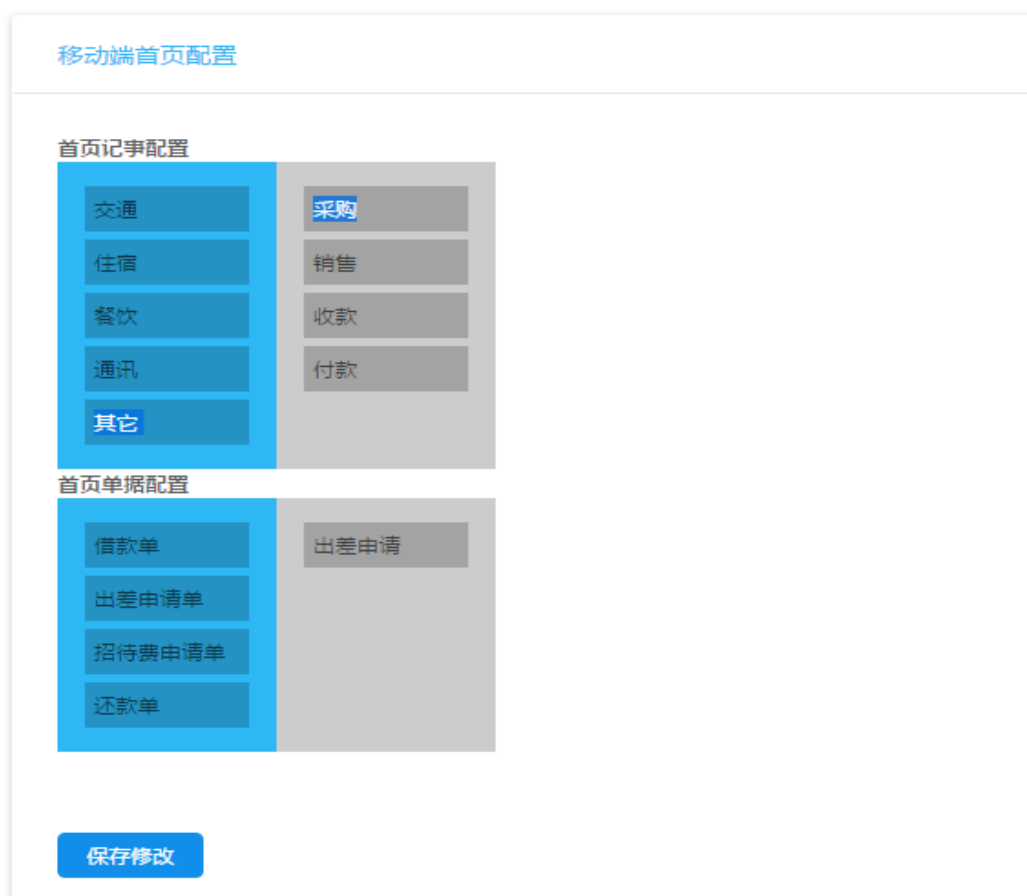 移动端首页配置
首页记事配置
交通
住宿
餐饮
通讯
其它
采购
销售
收款
付款
首页单据配置
借款单
出差申请单
招待费申请单
还款单
出差申请
保存修改